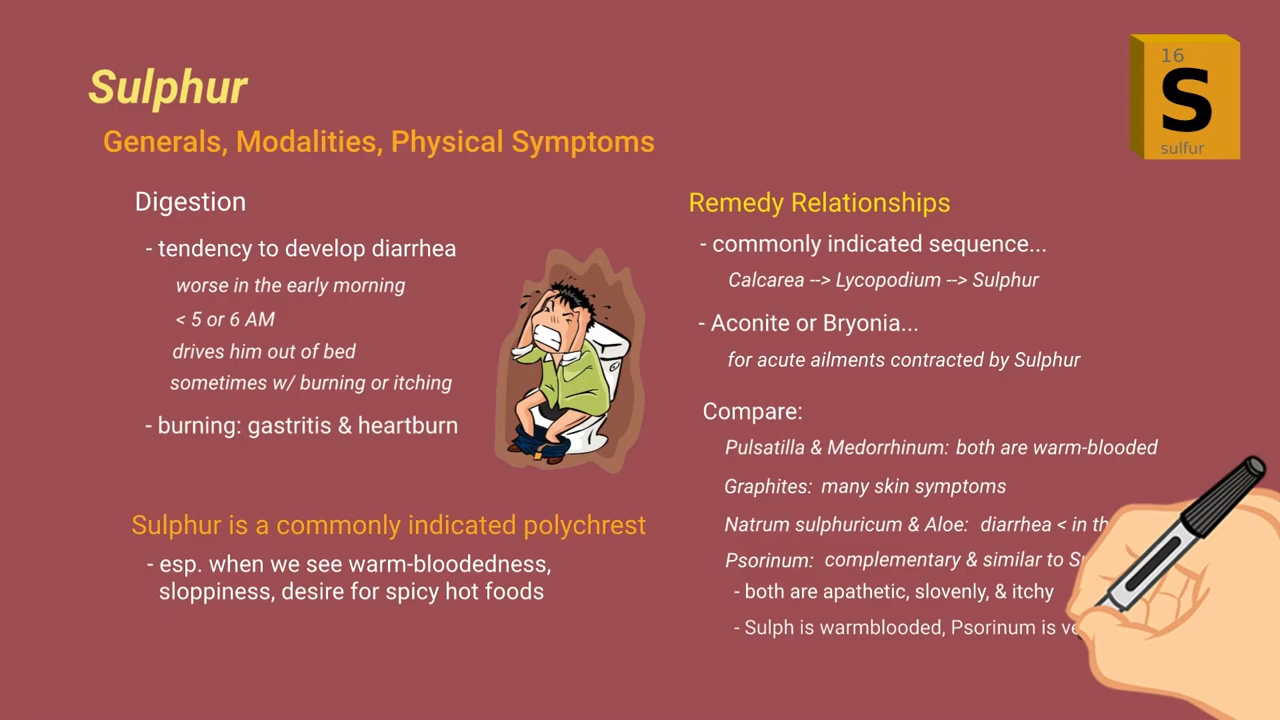 Sulphur
Generals, Modalities, Physical Symptoms
16
S
sulfur
Digestion
- tendency to develop diarrhea
worse in the early morning
< 5 or 6 AM
drives him out of bed
sometimes w/ burning or itching
- burning: gastritis & heartburn
Sulphur is a commonly indicated polychrest
- esp. when we see warm-bloodedness,
sloppiness, desire for spicy hot foods
Remedy Relationships
- commonly indicated sequence...
Calcarea --> Lycopodium --> Sulphur
- Aconite or Bryonia...
for acute ailments contracted by Sulphur
Compare:
Pulsatilla & Medorrhinum: both are warm-blooded
Graphites: many skin symptoms
Natrum sulphuricum & Aloe: diarrhea < in
Psorinum: complementary & similar to
- both are apathetic, slovenly, & itchy
- Sulph is warmblooded, Psorinum is